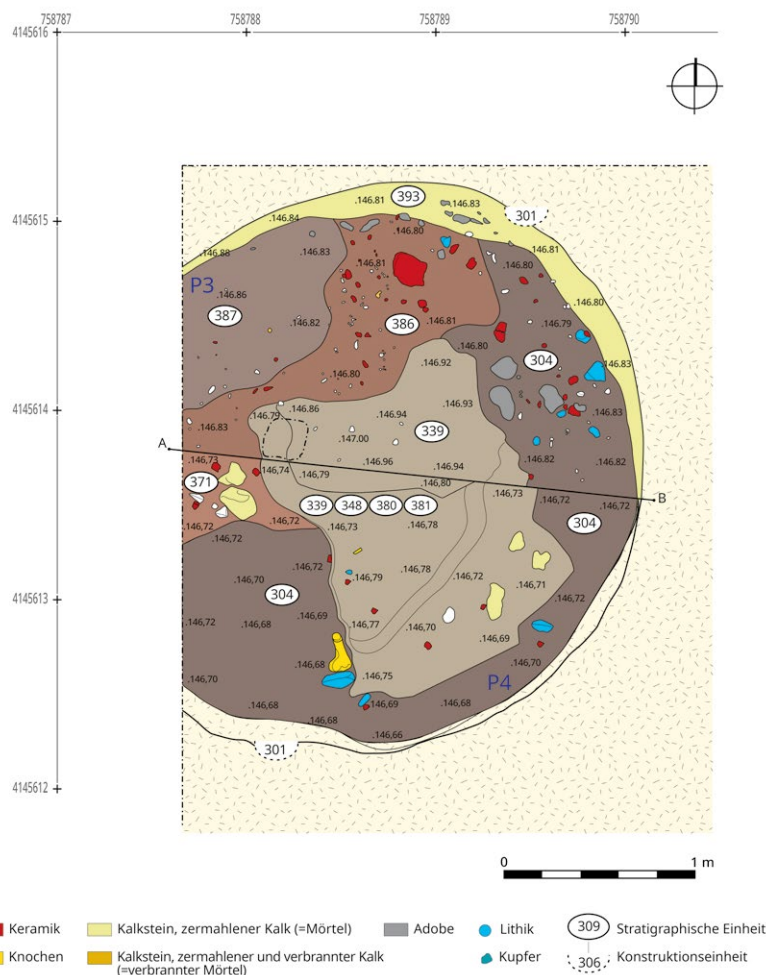 758787 758788 758789 758790
4145616
.146.81 393 .146.83
301
4145615
.146.84 .146.80
.146.88 .146.83 .146.81
.146.81 .146.80
P3
.146.86 .146.80
387 .146.82 386 .146.81 .146.79
.146.80 304
.146.92 .146.83
.146.80
4145614
.146.79 .146.86 .146.94 .146.93 .146.83
.146.83 339
A .147.00
.146.73 .146.74 .146.96 .146.94 .146.82 .146.82
371 .146.79 .146.80
.146.73 .146,72 .146,72 B
339 348 380 381
.146,72 .146,72 .146.73 .146.78 304
.146,72
.146,72 .146.78
.146,70 .146.79 .146,72 .146,71
4145613
304 .146,72
.146,72 .146,68 .146,69 .146,77 .146,70 .146,69
.146,68 .146,70
.146,70 .146,75 P4
.146,68 .146,69 .146,68
.146,68 .146,66
301
4145612
0 1 m
Keramik Kalkstein, zermahlener Kalk (=Mörtel) Adobe Lithik 309 Stratigraphische Einheit
Knochen Kalkstein, zermahlener und verbrannter Kalk Kupfer 306 Konstruktionseinheit
(=verbrannter Mörtel)